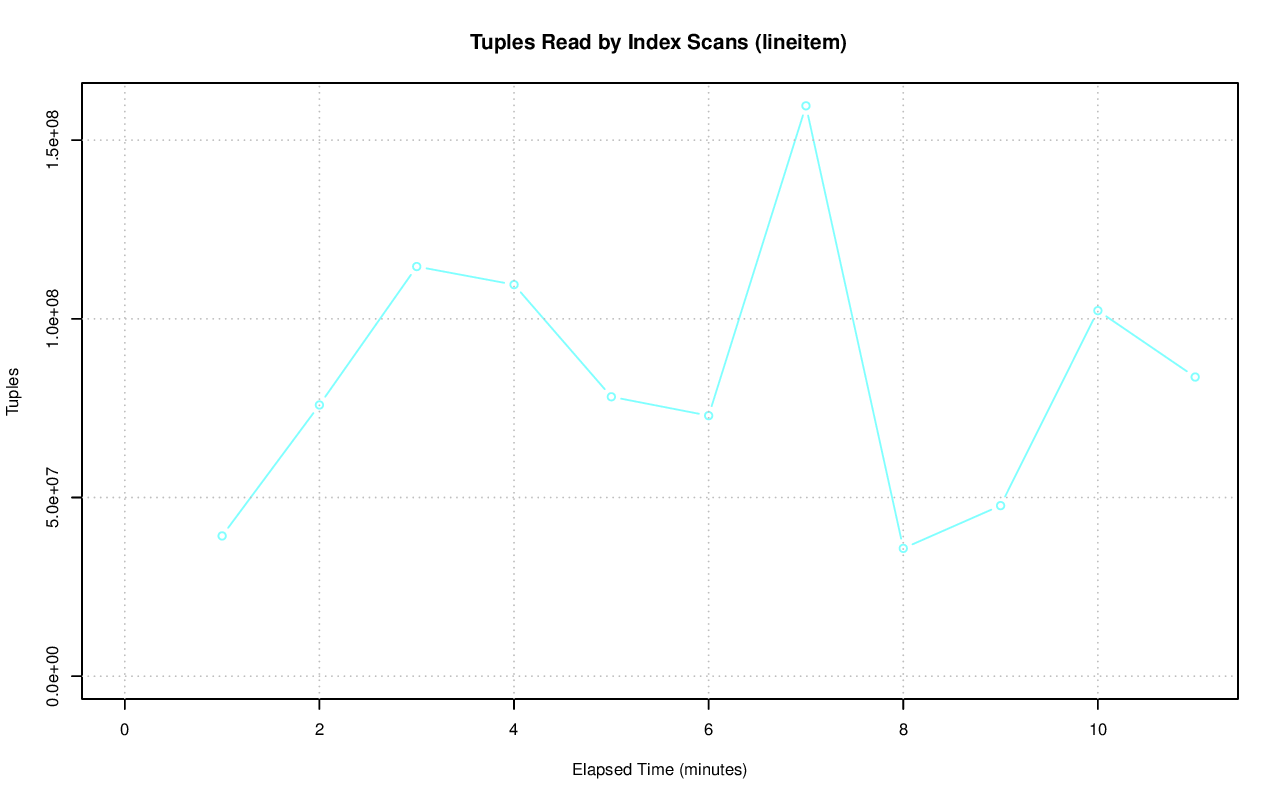 Tuples Read by Index Scans (lineitem)
1.5e+08
1.0e+08
5.0e+07
0.0e+00
Tuples
0 2 4 6 8 10
Elapsed Time (minutes)